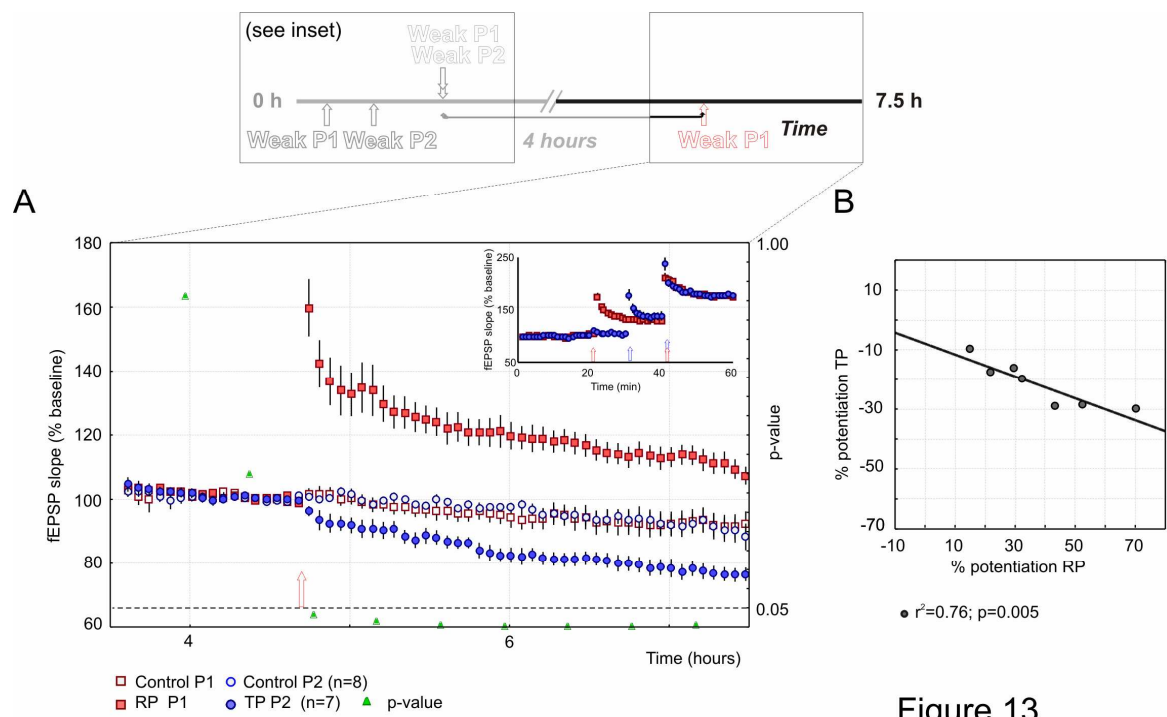 (see inset)
Weak P1
Weak P2
0 h
7.5 h
Weak P1 Weak P2
4 hours
Weak P1
Time
A
B
180
160
140
120
100
80
60
fEPSP slope (% baseline)
4
6
Time (hours)
1.00
0.05
p-value
250
150
50
fEPSP slope (% baseline)
0
20
40
60
Time (min)
10
-10
-30
-50
-70
% potentiation TP
-10
10
30
50
70
% potentiation RP
r²=0.76; p=0.005
Control P1
Control P2 (n=8)
RP P1
TP P2 (n=7)
p-value
Figure 13